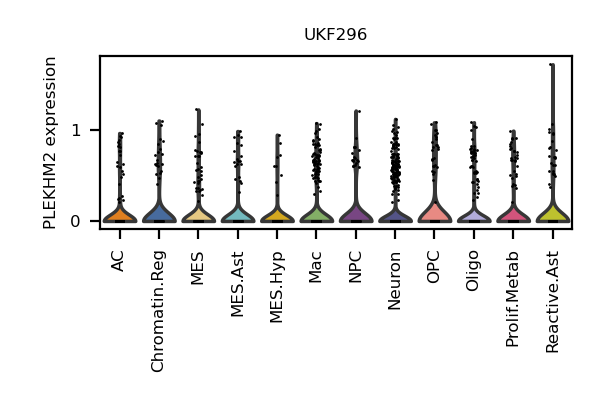 UKF296
PLEKHM2 expression
1
0
AC
Chromatin.Reg
MES
MES.Ast
MES.Hyp
Mac
NPC
Neuron
OPC
Oligo
Prolif.Metab
Reactive.Ast